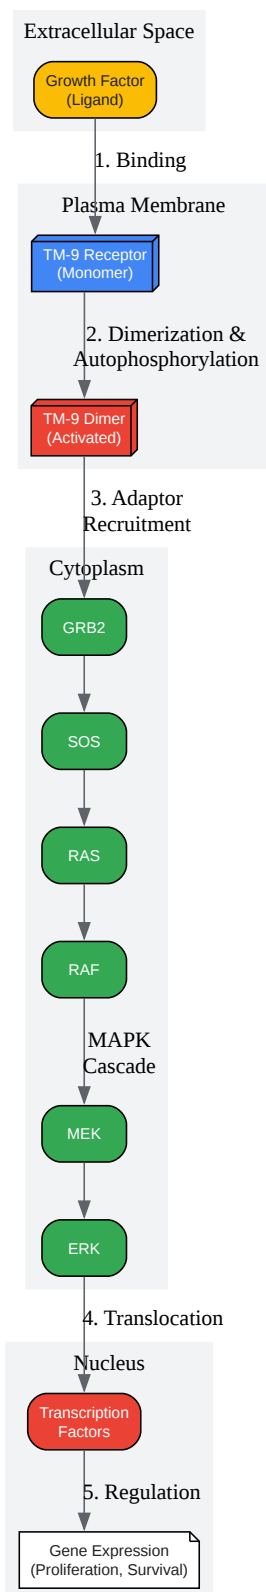 Extracellular Space
Growth Factor
(Ligand)
1. Binding
Plasma Membrane
TM-9 Receptor
(Monomer)
2. Dimerization &
Autophosphorylation
TM-9 Dimer
(Activated)
3. Adaptor
Recruitment
Cytoplasm
GRB2
SOS
RAS
RAF
MAPK
Cascade
MEK
ERK
4. Translocation
Nucleus
Transcription
Factors
5. Regulation
Gene Expression
(Proliferation, Survival)